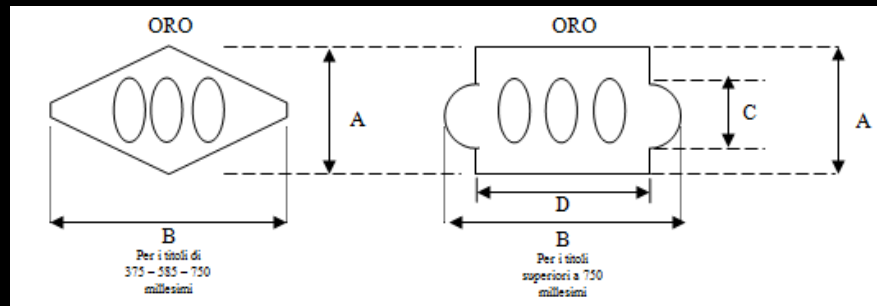 ORO
A
B
Per i titoli di
375 – 585 – 750
millesimi
ORO
C
A
D
B
Per i titoli
superiori a 750
millesimi